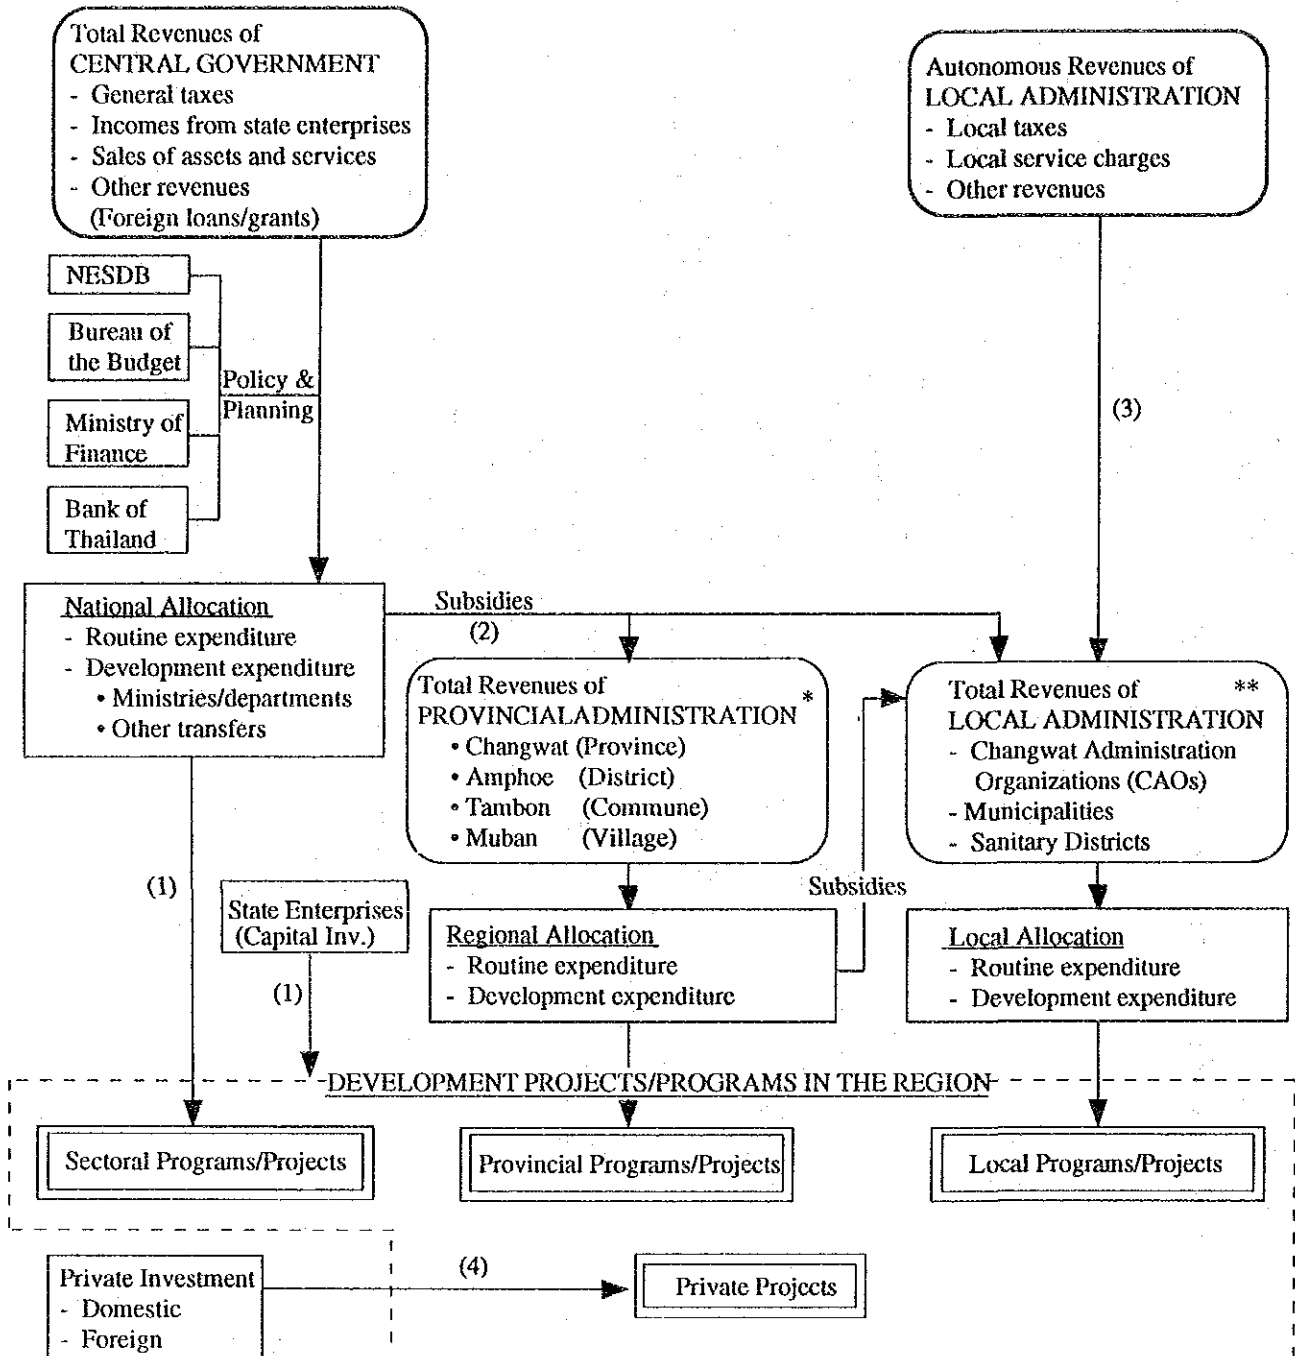 Total Revenues of
CENTRAL GOVERNMENT
- General taxes
- Incomes from state enterprises
- Sales of assets and services
- Other revenues
(Foreign loans/grants)
Autonomous Revenues of
LOCAL ADMINISTRATION
- Local taxes
- Local service charges
- Other revenues
NESDB
Bureau of
the Budget
Ministry of
Finance
Bank of
Thailand
Policy &
Planning
(3)
National Allocation
- Routine expenditure
- Development expenditure
• Ministries/departments
• Other transfers
Subsidies
(2)
Total Revenues of
PROVINCIALADMINISTRATION *
• Changwat (Province)
• Amphoe (District)
• Tambon (Commune)
• Muban (Village)
Total Revenues of **
LOCAL ADMINISTRATION
- Changwat Administration
Organizations (CAOs)
- Municipalities
- Sanitary Districts
(1)
State Enterprises
(Capital Inv.)
(1)
Subsidies
Regional Allocation
- Routine expenditure
- Development expenditure
Local Allocation
- Routine expenditure
- Development expenditure
DEVELOPMENT PROJECTS/PROGRAMS IN THE REGION
Sectoral Programs/Projects
Provincial Programs/Projects
Local Programs/Projects
Private Investment
- Domestic
- Foreign
(4)
Private Projects